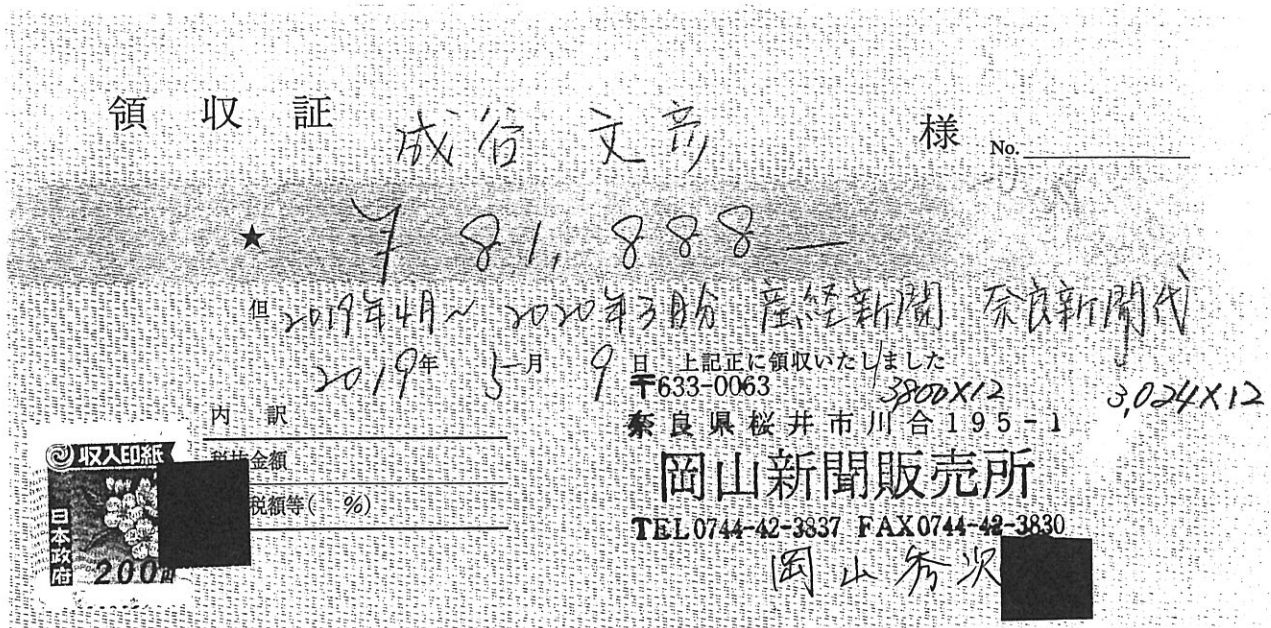 領 収 証 成谷 文彦 様 No.
★ ¥ 81,888—
但 2019年4月~2020年3月分 産経新聞 奈良新聞代
2019年 5月 9日 上記正に領収いたしました
〒633-0063 3800×12 3,024×12
内 訳
奈良県桜井市川合195-1
収入印紙
税抜金額
岡山新聞販売所
税額等( %)
日本政府
TEL0744-42-3837 FAX0744-42-3830
200円
岡山秀次